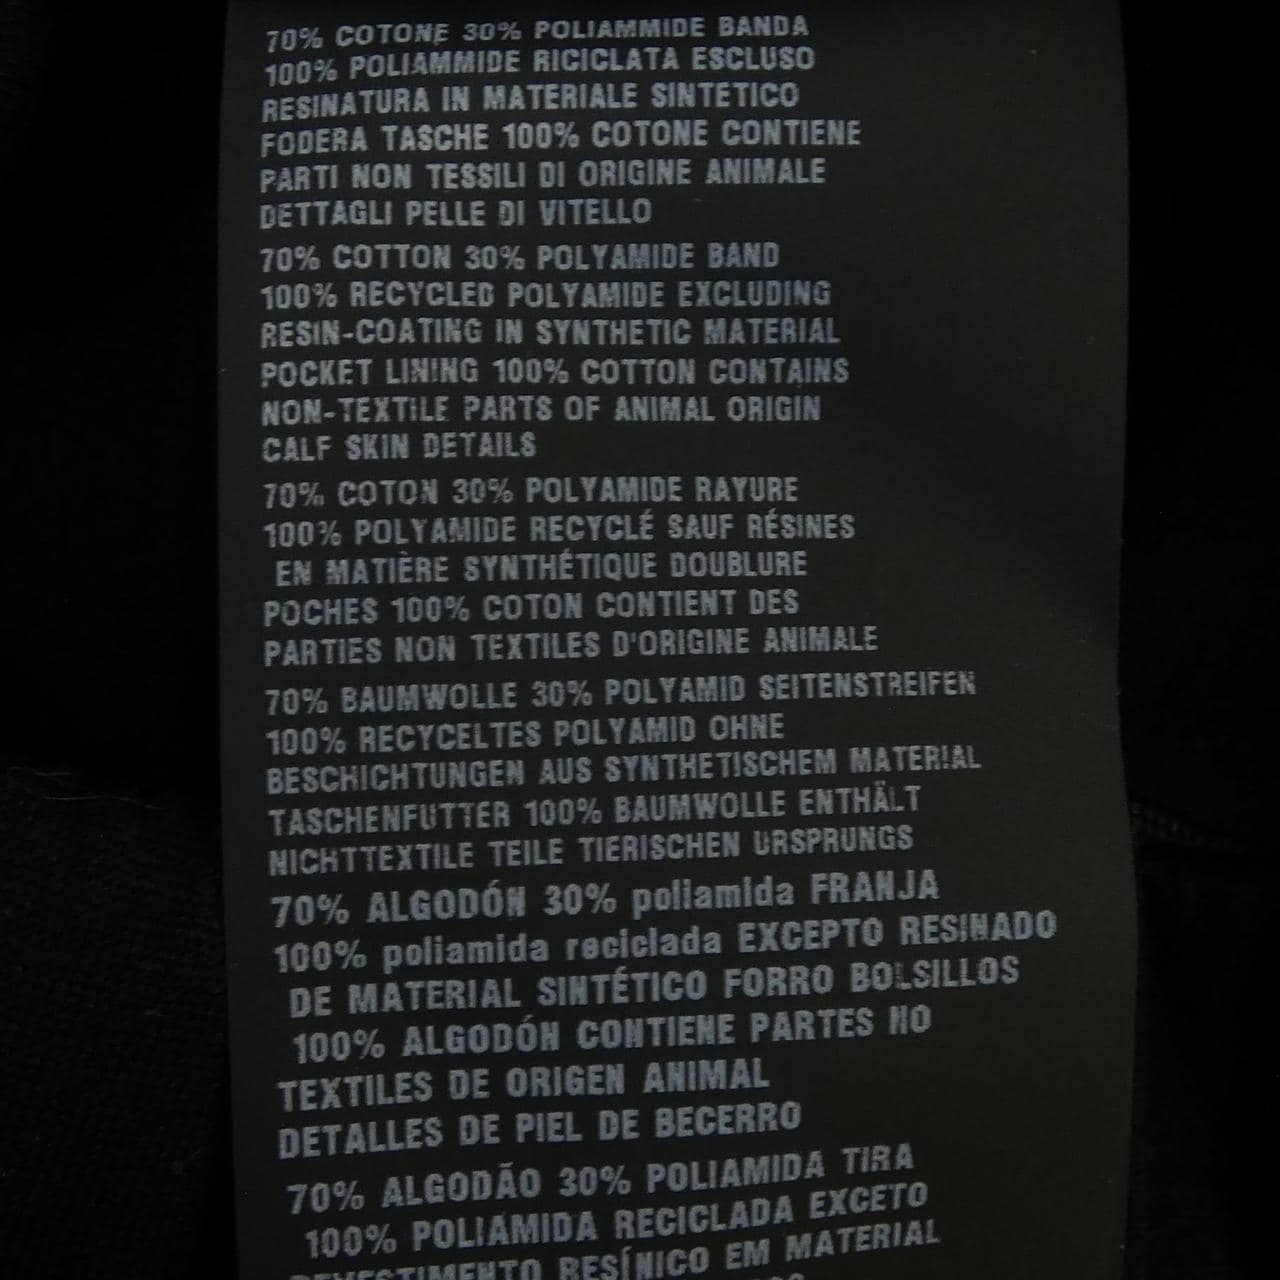 70% COTONE 30% POLIAMMIDE BANDA
100% POLIAMMIDE RICICLATA ESCLUSO
RESINATURA IN MATERIALE SINTETICO
FODERA TASCHE 100% COTONE CONTIENE
PARTI NON TESSILI DI ORIGINE ANIMALE
DETTAGLI PELLE DI VITELLO
70% COTTON 30% POLYAMIDE BAND
100% RECYCLED POLYAMIDE EXCLUDING
RESIN-COATING IN SYNTHETIC MATERIAL
POCKET LINING 100% COTTON CONTAINS
NON-TEXTILE PARTS OF ANIMAL ORIGIN
CALF SKIN DETAILS
70% COTON 30% POLYAMIDE RAYURE
100% POLYAMIDE RECYCLÉ SAUF RÉSINES
EN MATIÈRE SYNTHÉTIQUE DOUBLURE
POCHES 100% COTON CONTIENT DES
PARTIES NON TEXTILES D'ORIGINE ANIMALE
70% BAUMWOLLE 30% POLYAMID SEITENSTREIFEN
100% RECYCELTES POLYAMID OHNE
BESCHICHTUNGEN AUS SYNTHETISCHEM MATERIAL
TASCHENFUTTER 100% BAUMWOLLE ENTHÄLT
NICHTTEXTILE TEILE TIERISCHEN URSPRUNGS
70% ALGODÓN 30% poliamida FRANJA
100% poliamida reciclada EXCEPTO RESINADO
DE MATERIAL SINTÉTICO FORRO BOLSILLOS
100% ALGODÓN CONTIENE PARTES NO
TEXTILES DE ORIGEN ANIMAL
DETALLES DE PIEL DE BECERRO
70% ALGODÃO 30% POLIAMIDA TIRA
100% POLIAMIDA RECICLADA EXCETO
REVESTIMENTO RESÍNICO EM MATERIAL